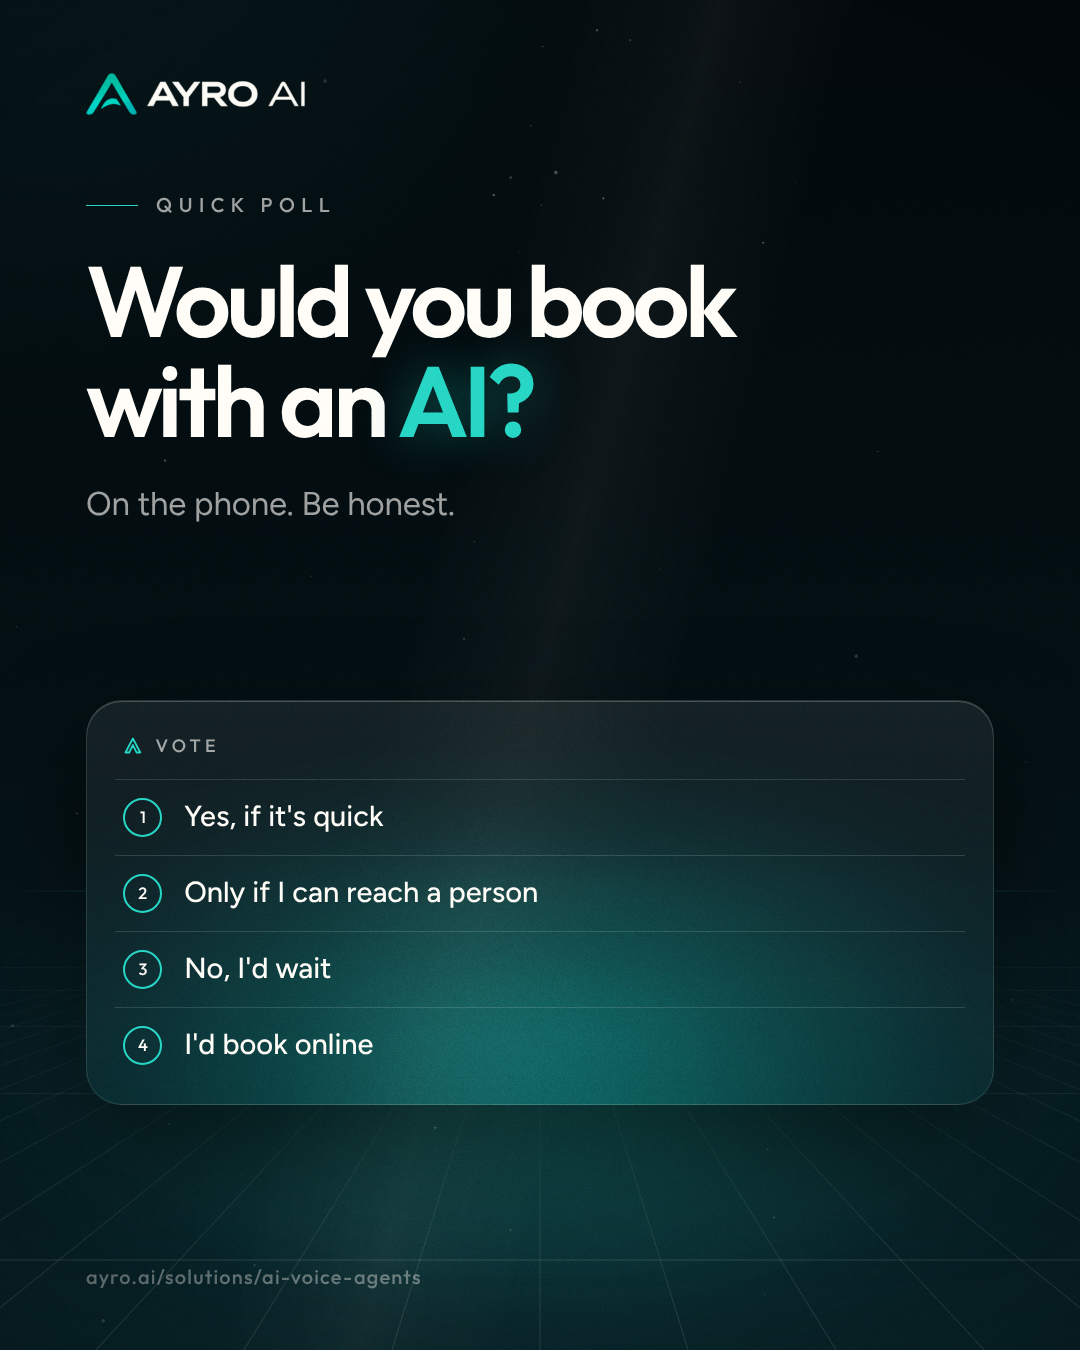 AYRO AI
QUICK POLL
Would you book
with an AI?
On the phone. Be honest.
VOTE
1 Yes, if it's quick
2 Only if I can reach a person
3 No, I'd wait
4 I'd book online
ayro.ai/solutions/ai-voice-agents